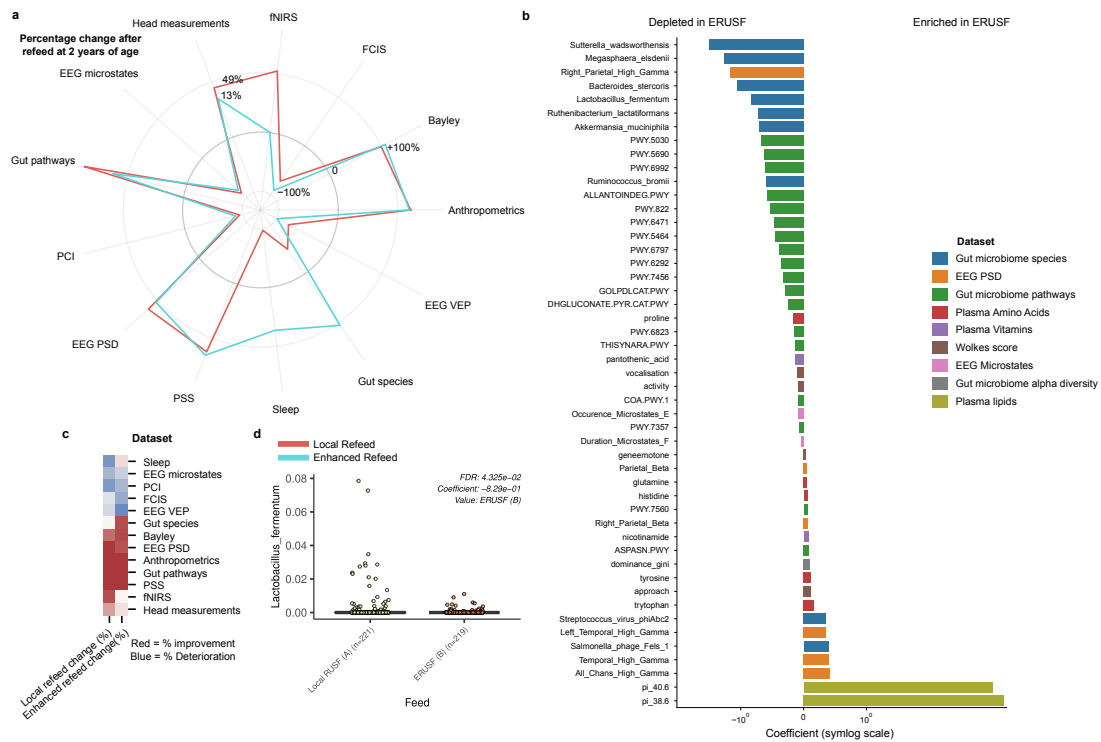 a
Percentage change after
refeed at 2 years of age
Head measurements
fNIRS
FCIS
EEG microstates
49%
13%
Bayley
+100%
Gut pathways
0
−100%
Anthropometrics
PCI
EEG VEP
EEG PSD
Gut species
PSS
Sleep
b
Depleted in ERUSF
Enriched in ERUSF
Sutterella_wadsworthensis
Megasphaera_elsdenii
Right_Parietal_High_Gamma
Bacteroides_stercoris
Lactobacillus_fermentum
Ruthenibacterium_lactatiformans
Akkermansia_muciniphila
PWY.5030
PWY.5690
PWY.6992
Ruminococcus_bromii
ALLANTOINDEG.PWY
PWY.822
PWY.6471
PWY.5464
PWY.6797
PWY.6292
PWY.7456
GOLPDLCAT.PWY
DHGLUCONATE.PYR.CAT.PWY
proline
PWY.6823
THISYNARA.PWY
pantothenic_acid
vocalisation
activity
COA.PWY.1
Occurence_Microstates_E
PWY.7357
Duration_Microstates_F
geneemotone
Parietal_Beta
glutamine
histidine
PWY.7560
Right_Parietal_Beta
nicotinamide
ASPASN.PWY
dominance_gini
tyrosine
approach
trytophan
Streptococcus_virus_phiAbc2
Left_Temporal_High_Gamma
Salmonella_phage_Fels_1
Temporal_High_Gamma
All_Chans_High_Gamma
pi_40.6
pi_38.6
−10⁰
0
10⁰
Coefficient (symlog scale)
Dataset
Gut microbiome species
EEG PSD
Gut microbiome pathways
Plasma Amino Acids
Plasma Vitamins
Wolkes score
EEG Microstates
Gut microbiome alpha diversity
Plasma lipids
c
Dataset
Sleep
EEG microstates
PCI
FCIS
EEG VEP
Gut species
Bayley
EEG PSD
Anthropometrics
Gut pathways
PSS
fNIRS
Head measurements
Local refeed change (%)
Enhanced refeed change(%)
Red = % improvement
Blue = % Deterioration
d
Local Refeed
Enhanced Refeed
FDR: 4.325e−02
Coefficient: −8.29e−01
Value: ERUSF (B)
Lactobacillus_fermentum
0.08
0.06
0.04
0.02
0.00
Local RUSF (A) (n=221)
ERUSF (B) (n=219)
Feed